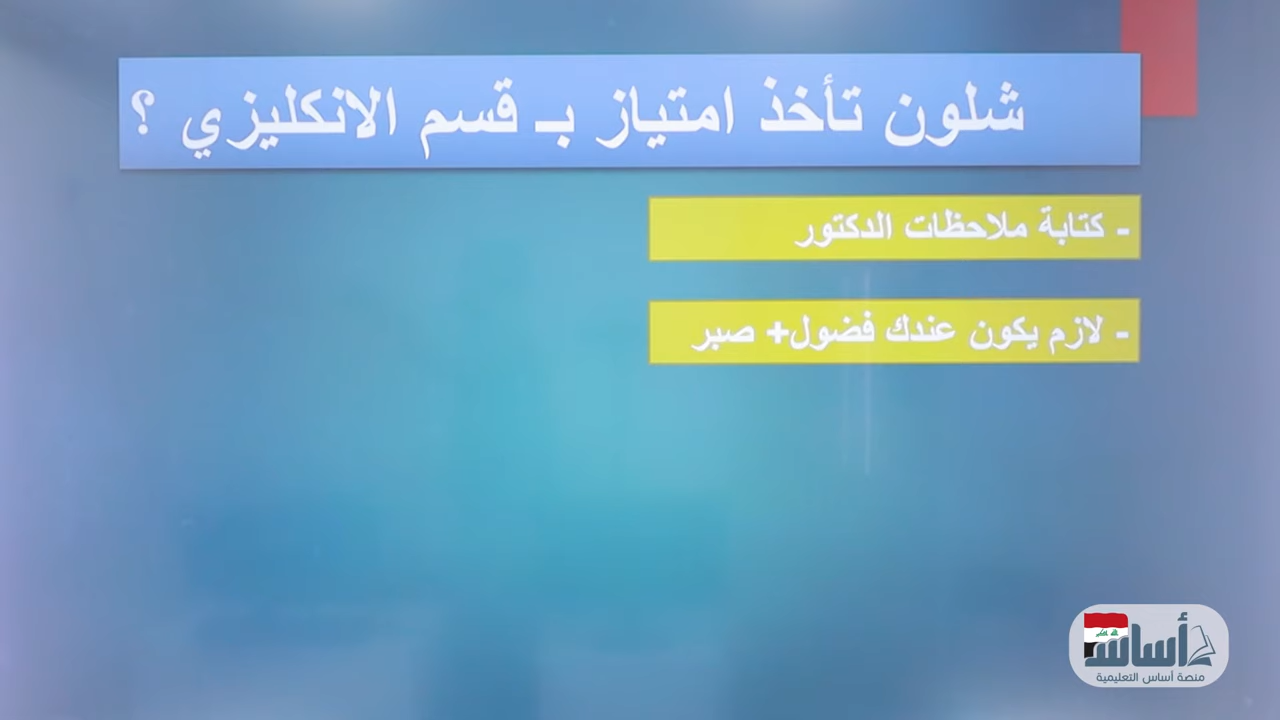 شلون تأخذ امتياز بـ قسم الانكليزي ؟
- كتابة ملاحظات الدكتور
- لازم يكون عندك فضول+ صبر
أساس
منصة أساس التعليمية